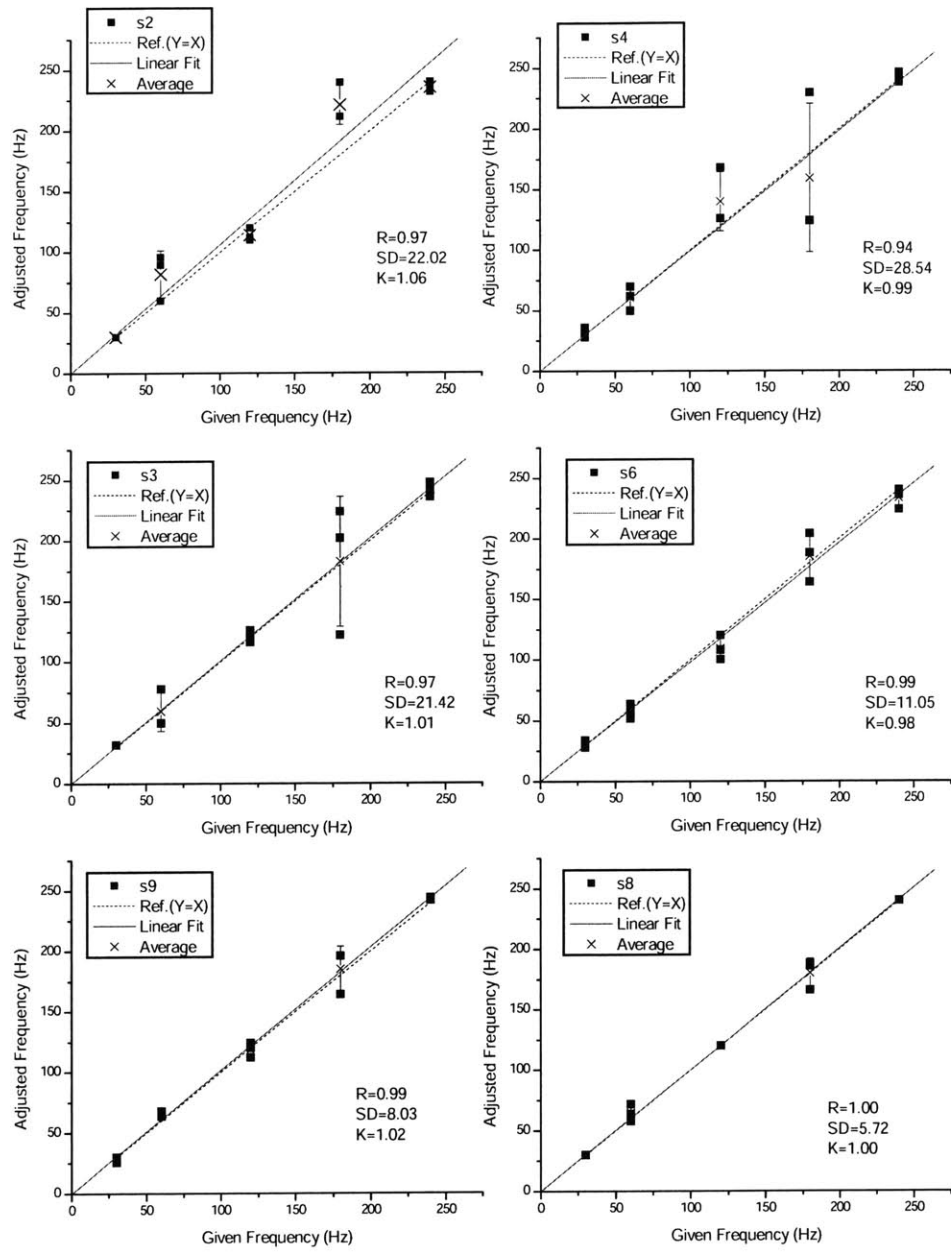 s2
Ref.(Y=X)
Linear Fit
Average
Adjusted Frequency (Hz)
250
200
150
100
50
0
R=0.97
SD=22.02
K=1.06
0 50 100 150 200 250
Given Frequency (Hz)
s4
Ref.(Y=X)
Linear Fit
Average
Adjusted Frequency (Hz)
250
200
150
100
50
0
R=0.94
SD=28.54
K=0.99
0 50 100 150 200 250
Given Frequency (Hz)
s3
Ref.(Y=X)
Linear Fit
Average
Adjusted Frequency (Hz)
250
200
150
100
50
0
R=0.97
SD=21.42
K=1.01
0 50 100 150 200 250
Given Frequency (Hz)
s6
Ref.(Y=X)
Linear Fit
Average
Adjusted Frequency (Hz)
250
200
150
100
50
0
R=0.99
SD=11.05
K=0.98
0 50 100 150 200 250
Given Frequency (Hz)
s9
Ref.(Y=X)
Linear Fit
Average
Adjusted Frequency (Hz)
250
200
150
100
50
0
R=0.99
SD=8.03
K=1.02
0 50 100 150 200 250
Given Frequency (Hz)
s8
Ref.(Y=X)
Linear Fit
Average
Adjusted Frequency (Hz)
250
200
150
100
50
0
R=1.00
SD=5.72
K=1.00
0 50 100 150 200 250
Given Frequency (Hz)